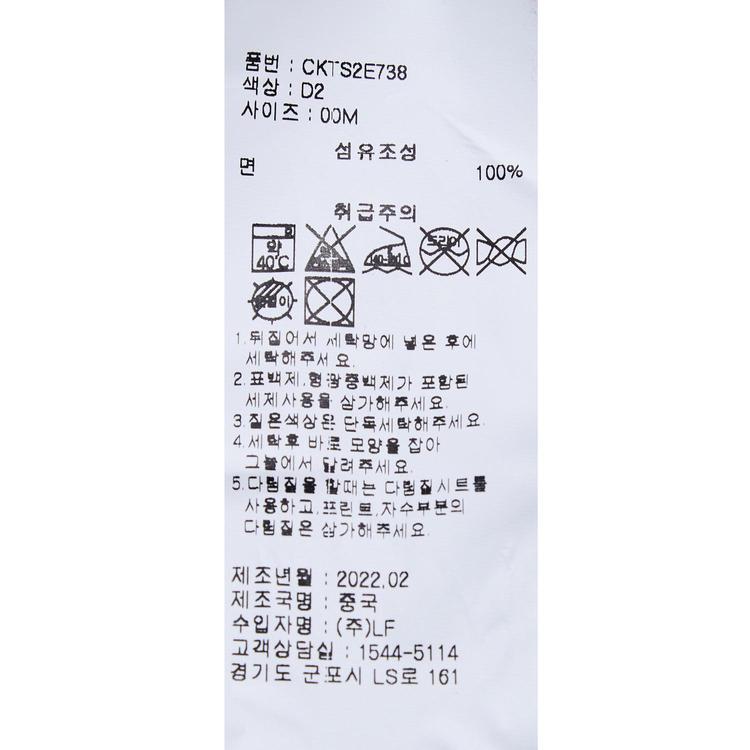 품번 : CKTS2E738
색상 : D2
사이즈 : 00M
섬유조성
면 100%
취급주의
약
40℃
드라이
1.뒤집어서 세탁망에 넣은 후에
세탁해주세요.
2.표백제,형광증백제가 포함된
세제사용을 삼가해주세요.
3.짙은색상은 단독세탁해주세요.
4.세탁후 바로 모양을 잡아
그늘에서 말려주세요.
5.다림질을 할때는 다림질시트를
사용하고,프린트,자수부분의
다림질은 삼가해주세요.
제조년월 : 2022.02
제조국명 : 중국
수입자명 : (주)LF
고객상담실 : 1544-5114
경기도 군포시 LS로 161